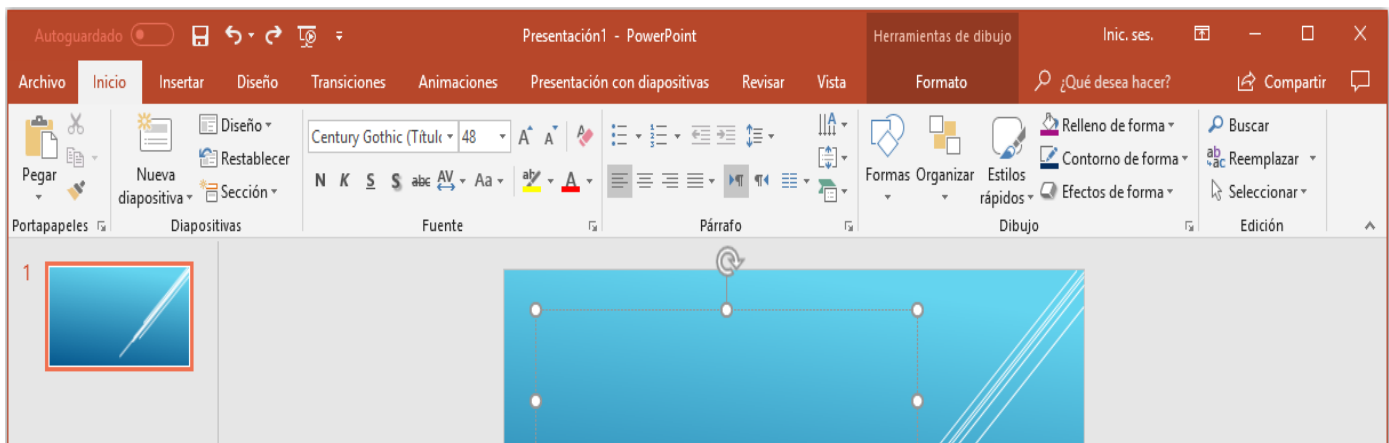 Autoguardado Presentación1 - PowerPoint Herramientas de dibujo Inic. ses.
Archivo Inicio Insertar Diseño Transiciones Animaciones Presentación con diapositivas Revisar Vista Formato ¿Qué desea hacer? Compartir
Pegar
Nueva diapositiva
Diseño
Restablecer
Sección
Century Gothic (Títulc 48 A A
N K S S abc AV Aa aby A
Formas Organizar Estilos rápidos
Relleno de forma
Contorno de forma
Efectos de forma
Buscar
Reemplazar
Seleccionar
Portapapeles Diapositivas Fuente Párrafo Dibujo Edición
1